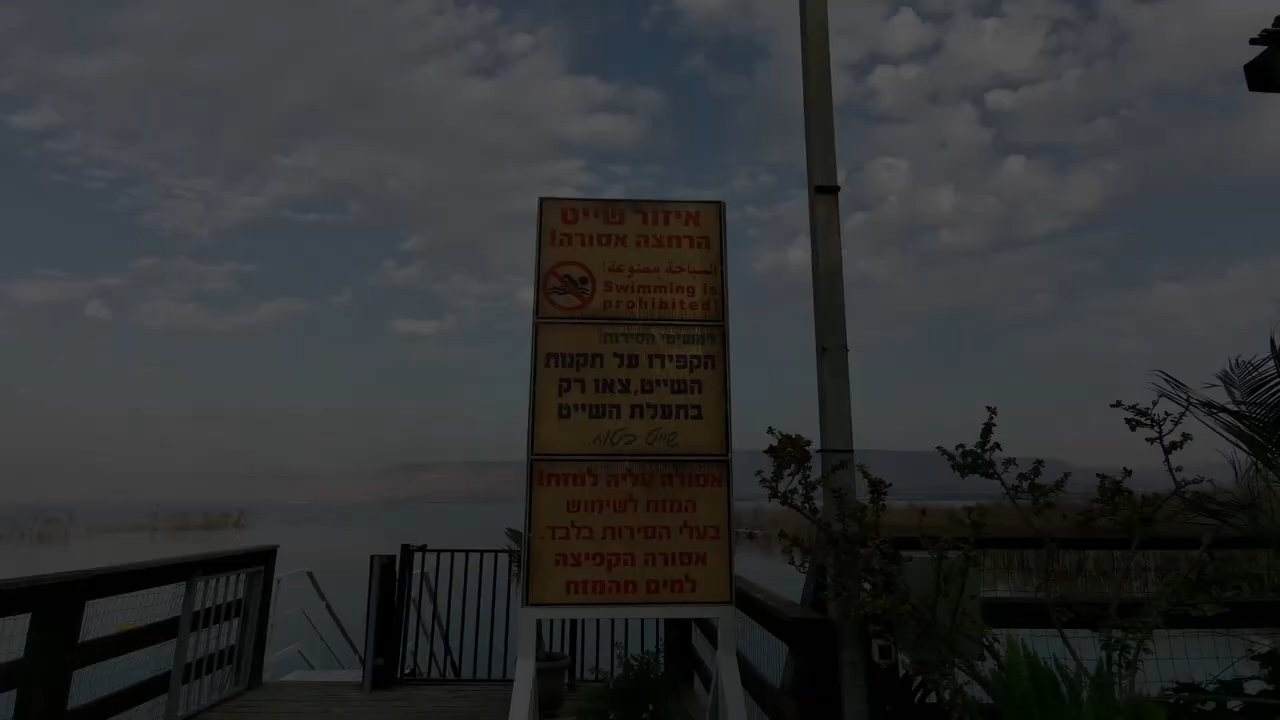 איזור שייט
הרחצה אסורה!
السباحة ممنوعة!
Swimming is
prohibited!
למשיטי הסירות!
הקפידו על תקנות
השייט,צאו רק
בתעלת השייט
שייט בטוח.
אסורה עליה למזח!
המזח לשימוש
בעלי הסירות בלבד.
אסורה הקפיצה
למים מהמזח